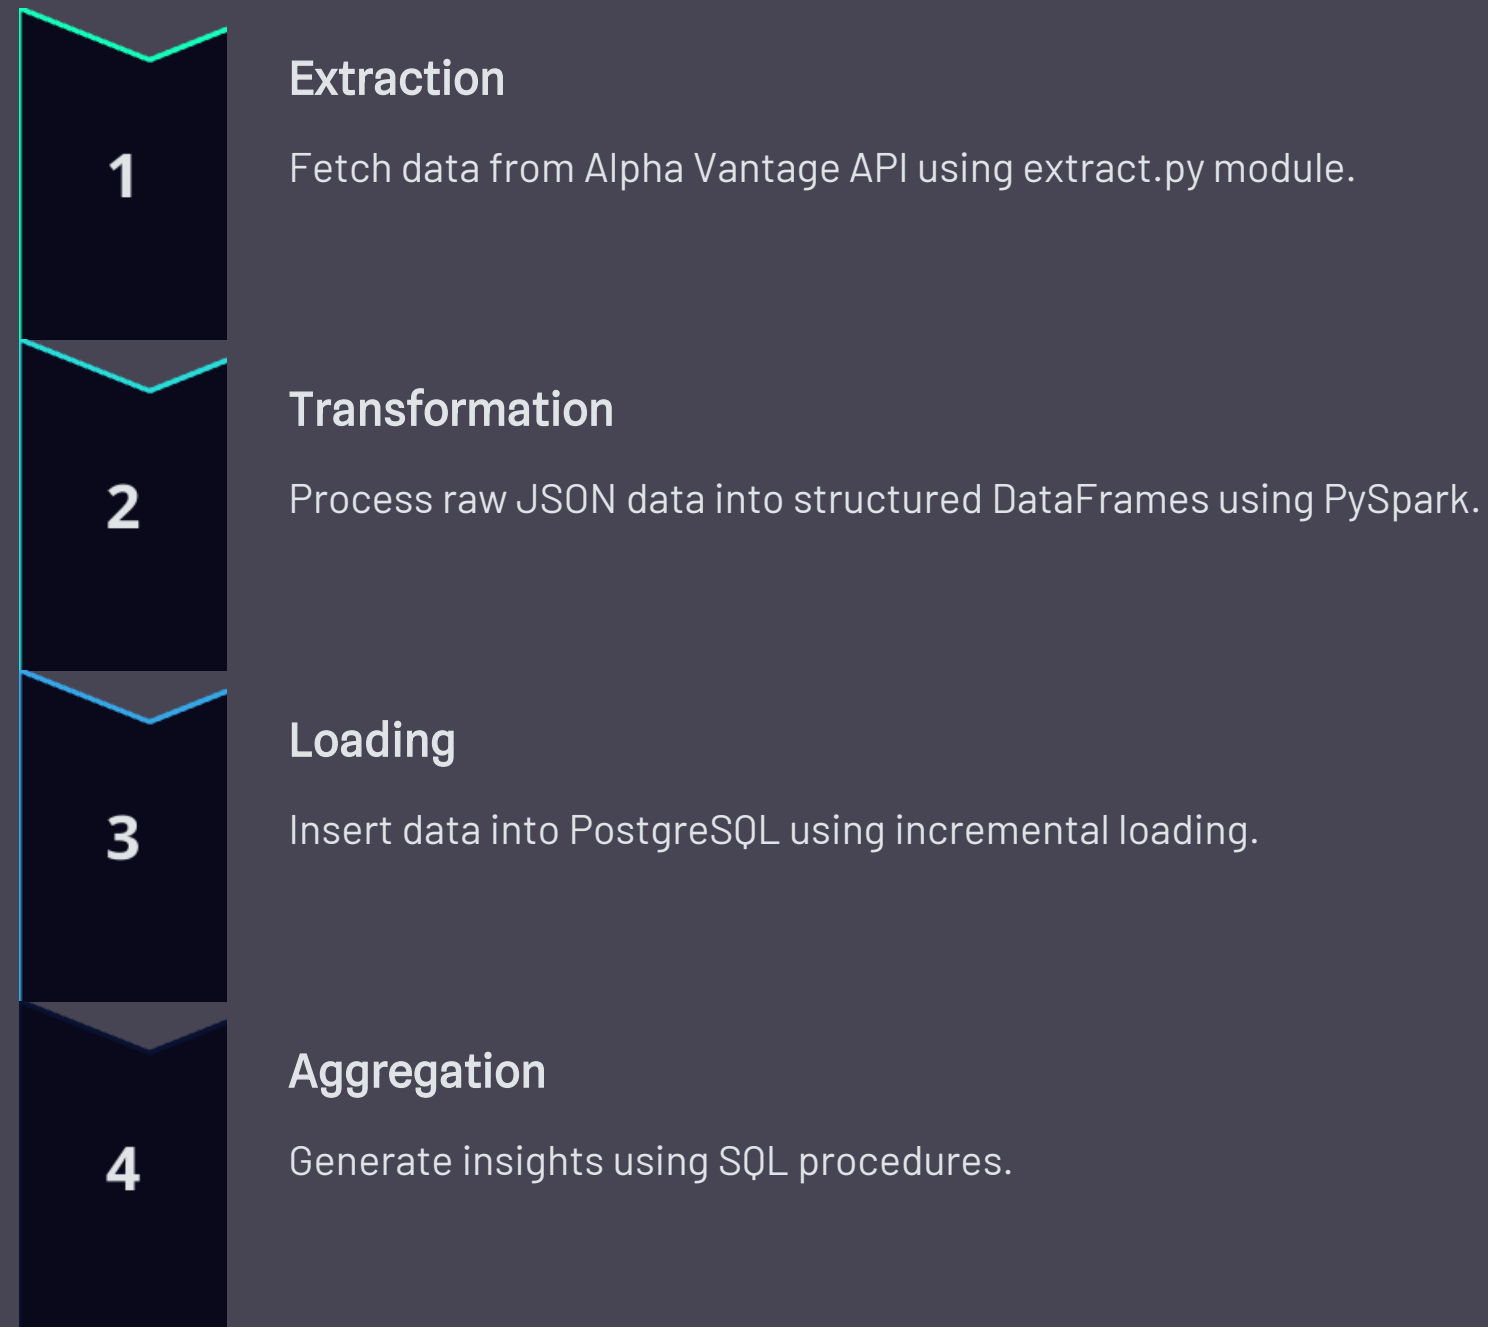 1
Extraction
Fetch data from Alpha Vantage API using extract.py module.
2
Transformation
Process raw JSON data into structured DataFrames using PySpark.
3
Loading
Insert data into PostgreSQL using incremental loading.
4
Aggregation
Generate insights using SQL procedures.